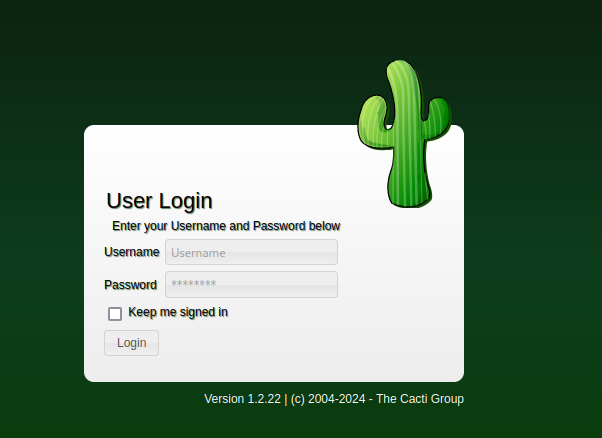 User Login
Enter your Username and Password below
Username Username
Password ********
Keep me signed in
Login
Version 1.2.22 | (c) 2004-2024 - The Cacti Group